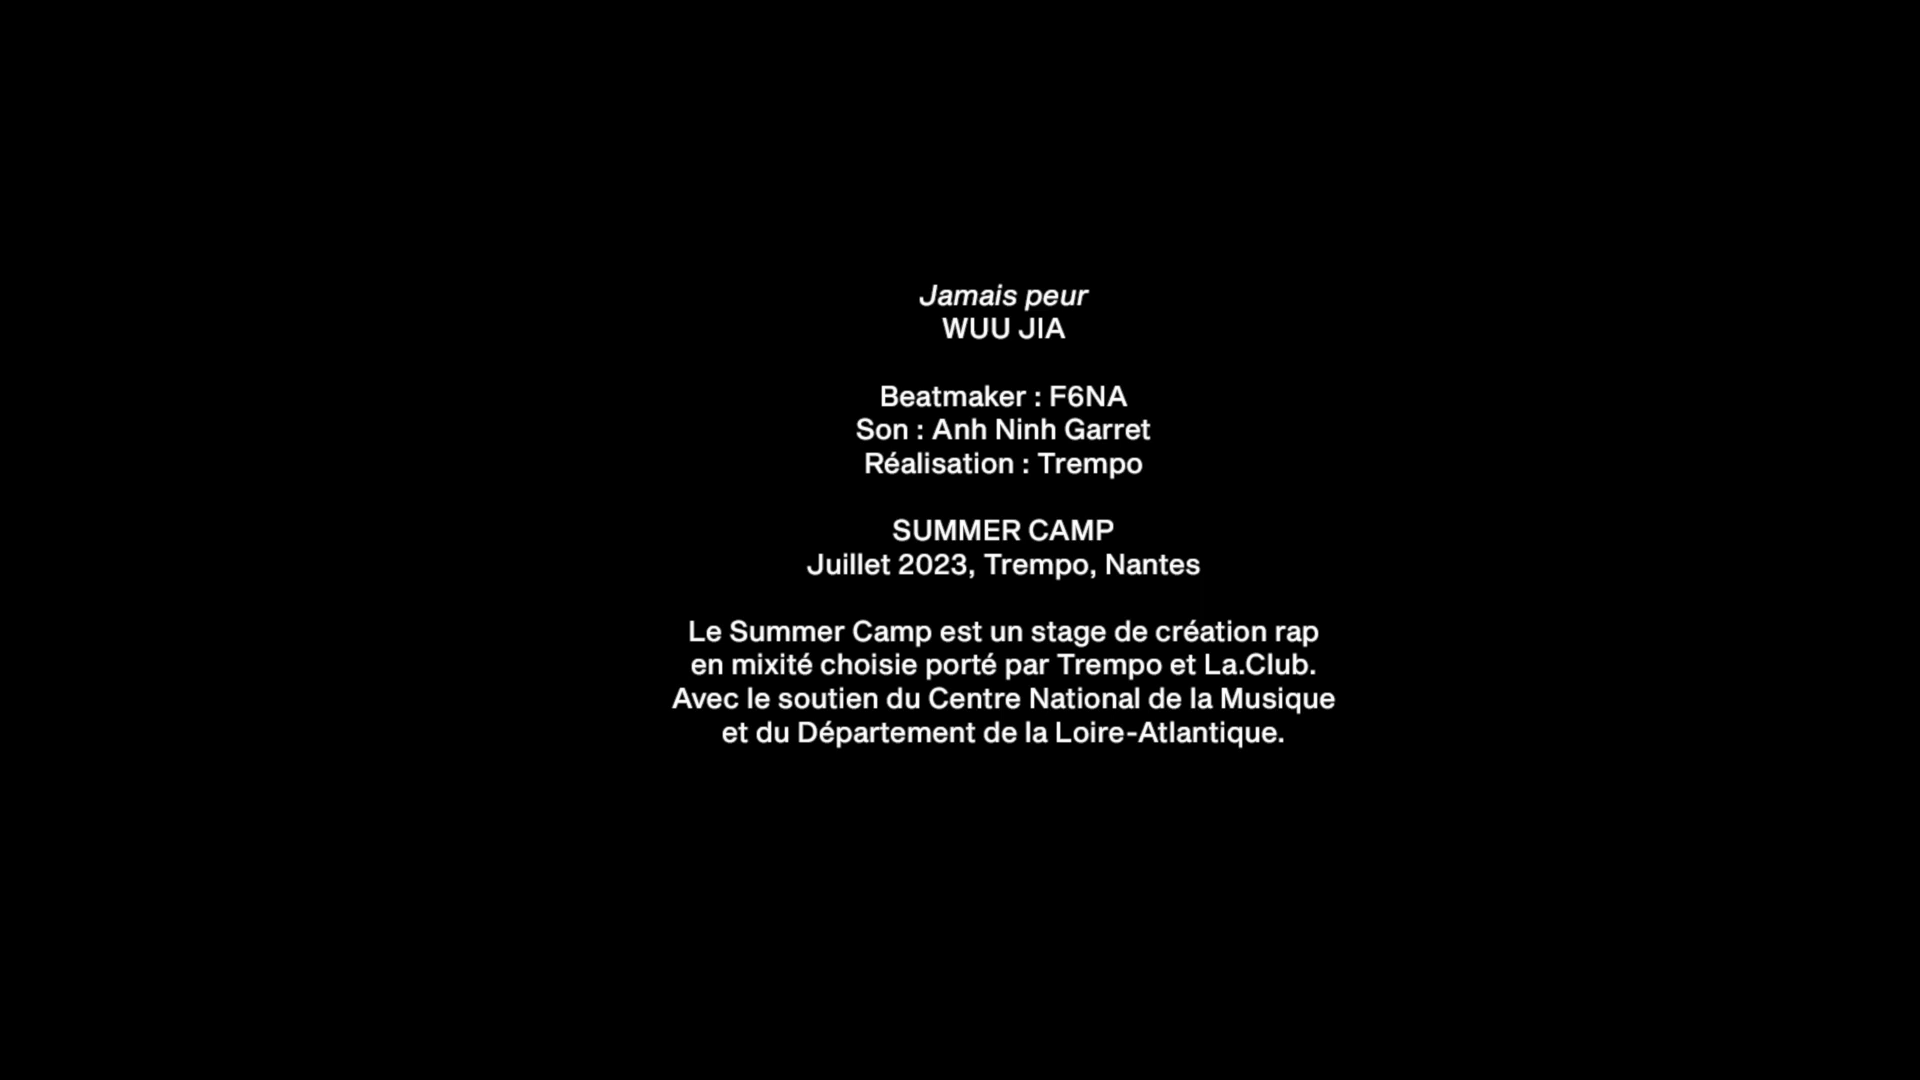 Jamais peur
WUU JIA
Beatmaker : F6NA
Son : Anh Ninh Garret
Réalisation : Trempo
SUMMER CAMP
Juillet 2023, Trempo, Nantes
Le Summer Camp est un stage de création rap
en mixité choisie porté par Trempo et La.Club.
Avec le soutien du Centre National de la Musique
et du Département de la Loire-Atlantique.